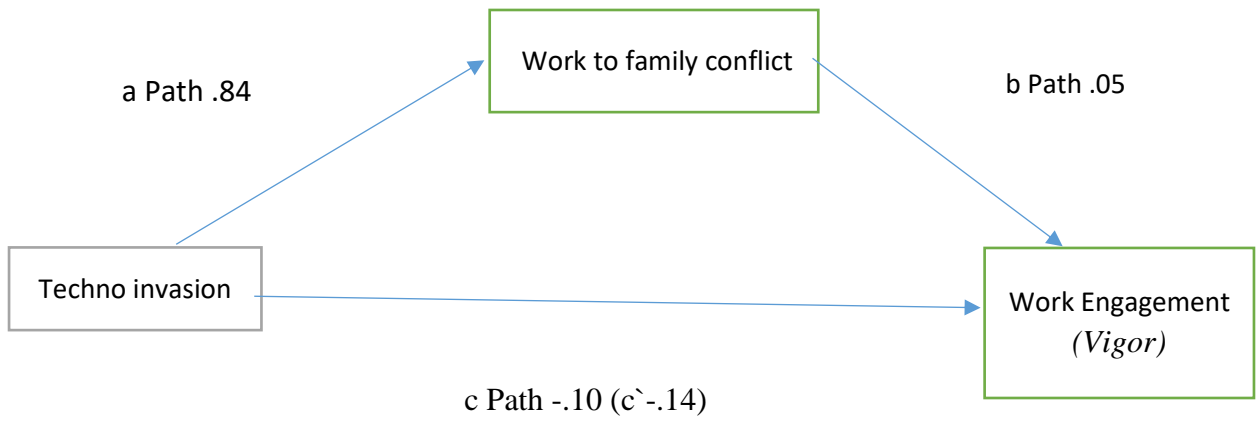 Work to family conflict
a Path .84
b Path .05
Techno invasion
Work Engagement
(Vigor)
c Path -.10 (c`-.14)